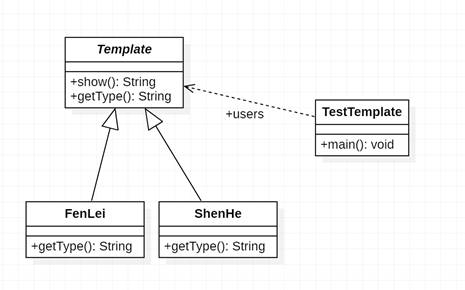 Template
+show(): String
+getType(): String
+users
TestTemplate
+main(): void
FenLei
+getType(): String
ShenHe
+getType(): String